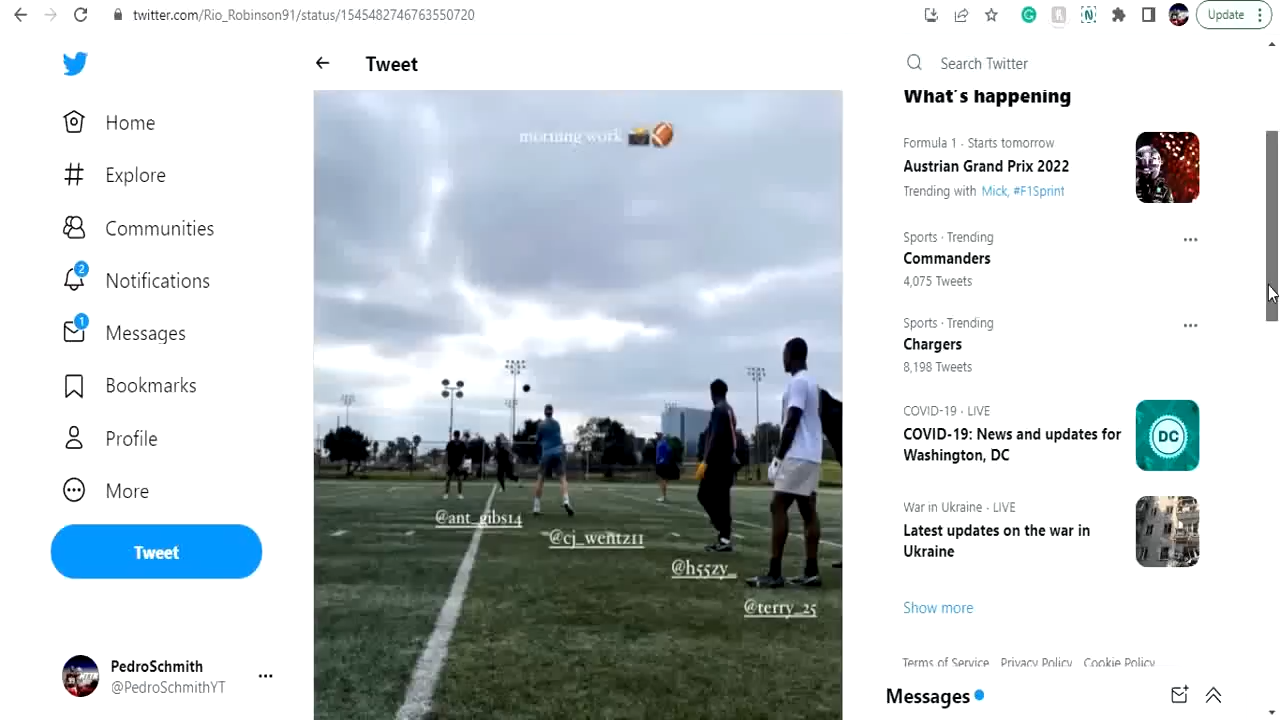 twitter.com/Rio_Robinson91/status/1545482746763550720
Update
Home
Explore
Communities
2
Notifications
1
Messages
Bookmarks
Profile
More
Tweet
PedroSchmith
@PedroSchmithYT
Tweet
morning work
@ant_gibs14
@cj_wentz11
@h55zy_
@terry_25
Search Twitter
What's happening
Formula 1 · Starts tomorrow
Austrian Grand Prix 2022
Trending with Mick, #F1Sprint
Sports · Trending
Commanders
4,075 Tweets
Sports · Trending
Chargers
8,198 Tweets
COVID-19 · LIVE
COVID-19: News and updates for
Washington, DC
DC
War in Ukraine · LIVE
Latest updates on the war in
Ukraine
Show more
Terms of Service Privacy Policy Cookie Policy
Messages